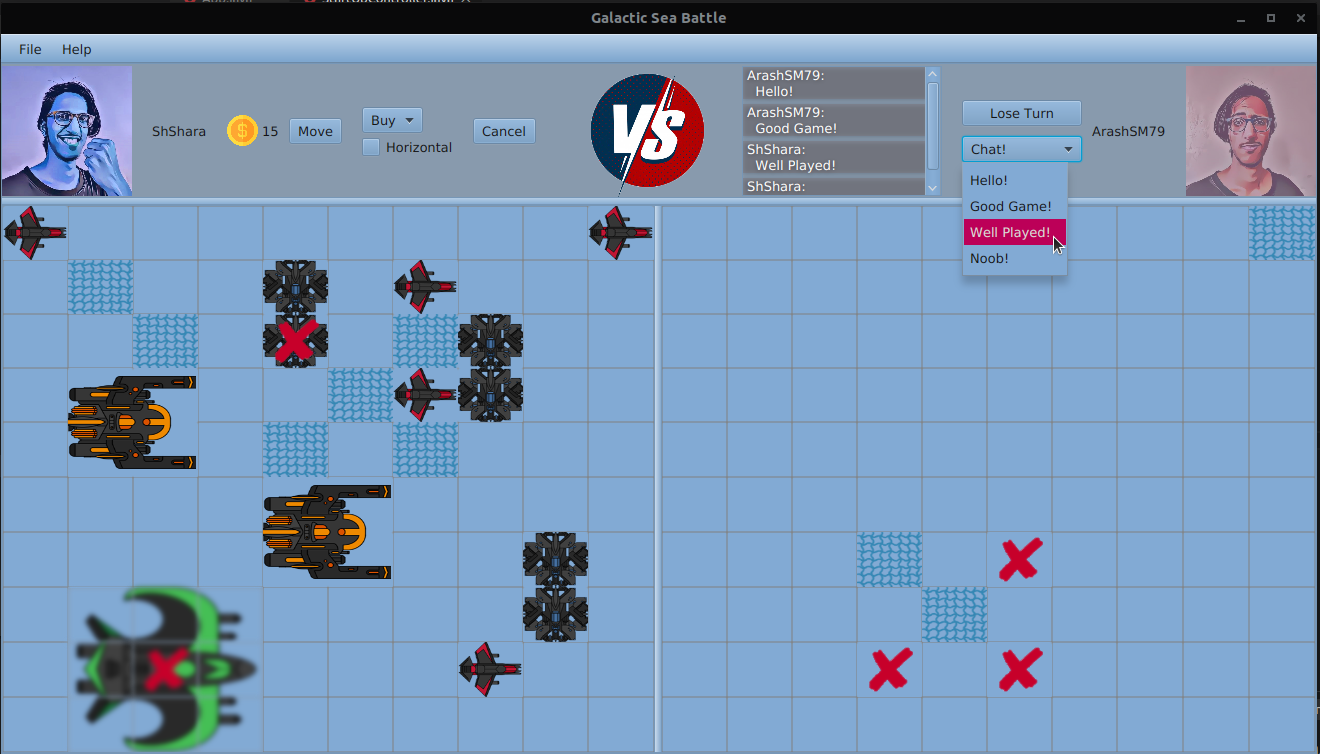 Galactic Sea Battle
File Help
ShShara
$ 15
Move
Buy
Horizontal
Cancel
VS
ArashSM79:
Hello!
ArashSM79:
Good Game!
ShShara:
Well Played!
ShShara:
Lose Turn
Chat!
Hello!
Good Game!
Well Played!
Noob!
ArashSM79